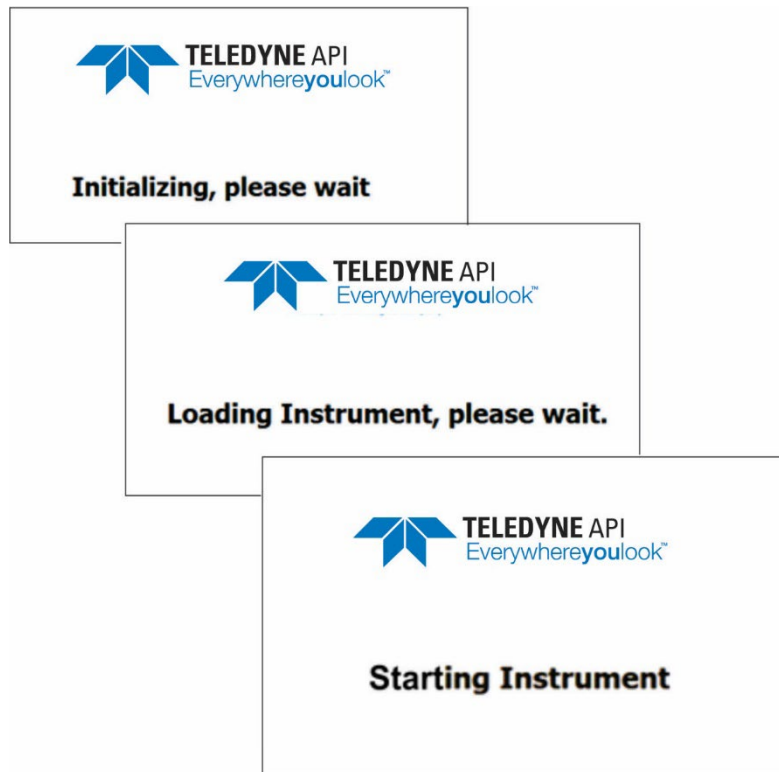 TELEDYNE API
Everywhereyoulook™
Initializing, please wait
TELEDYNE API
Everywhereyoulook™
Loading Instrument, please wait.
TELEDYNE API
Everywhereyoulook™
Starting Instrument